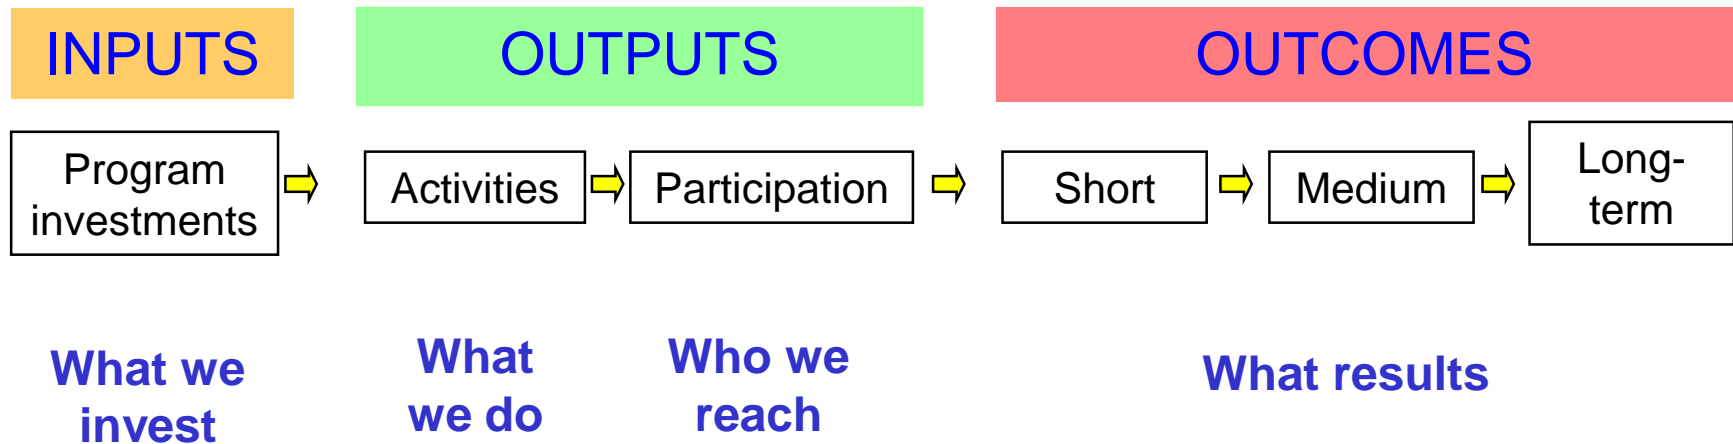 INPUTS
OUTPUTS
OUTCOMES
Program
investments
Activities
Participation
Short
Medium
Long-
term
What we
invest
What
we do
Who we
reach
What results